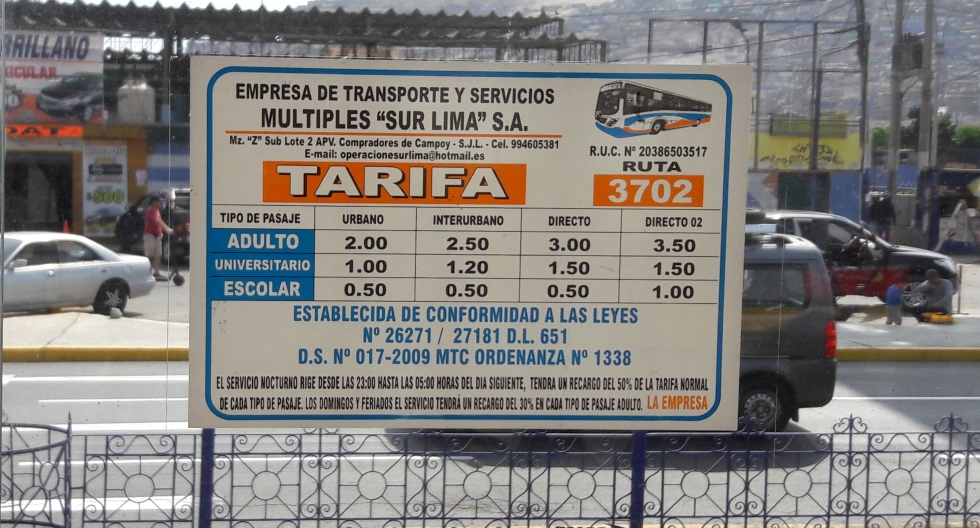 RILLANO
ICULAR
EMPRESA DE TRANSPORTE Y SERVICIOS
MULTIPLES "SUR LIMA" S.A.
Mz. "Z" Sub Lote 2 APV. Compradores de Campoy - S.J.L. - Cel. 994605381
E-mail: operacionesurlima@hotmail.es
R.U.C. Nº 20386503517
TARIFA
RUTA
3702
TIPO DE PASAJE URBANO INTERURBANO DIRECTO DIRECTO 02
ADULTO 2.00 2.50 3.00 3.50
UNIVERSITARIO 1.00 1.20 1.50 1.50
ESCOLAR 0.50 0.50 0.50 1.00
ESTABLECIDA DE CONFORMIDAD A LAS LEYES
Nº 26271 / 27181 D.L. 651
D.S. Nº 017-2009 MTC ORDENANZA Nº 1338
EL SERVICIO NOCTURNO RIGE DESDE LAS 23:00 HASTA LAS 05:00 HORAS DEL DIA SIGUIENTE, TENDRA UN RECARGO DEL 50% DE LA TARIFA NORMAL
DE CADA TIPO DE PASAJE. LOS DOMINGOS Y FERIADOS EL SERVICIO TENDRÁ UN RECARGO DEL 30% EN CADA TIPO DE PASAJE ADULTO. LA EMPRESA